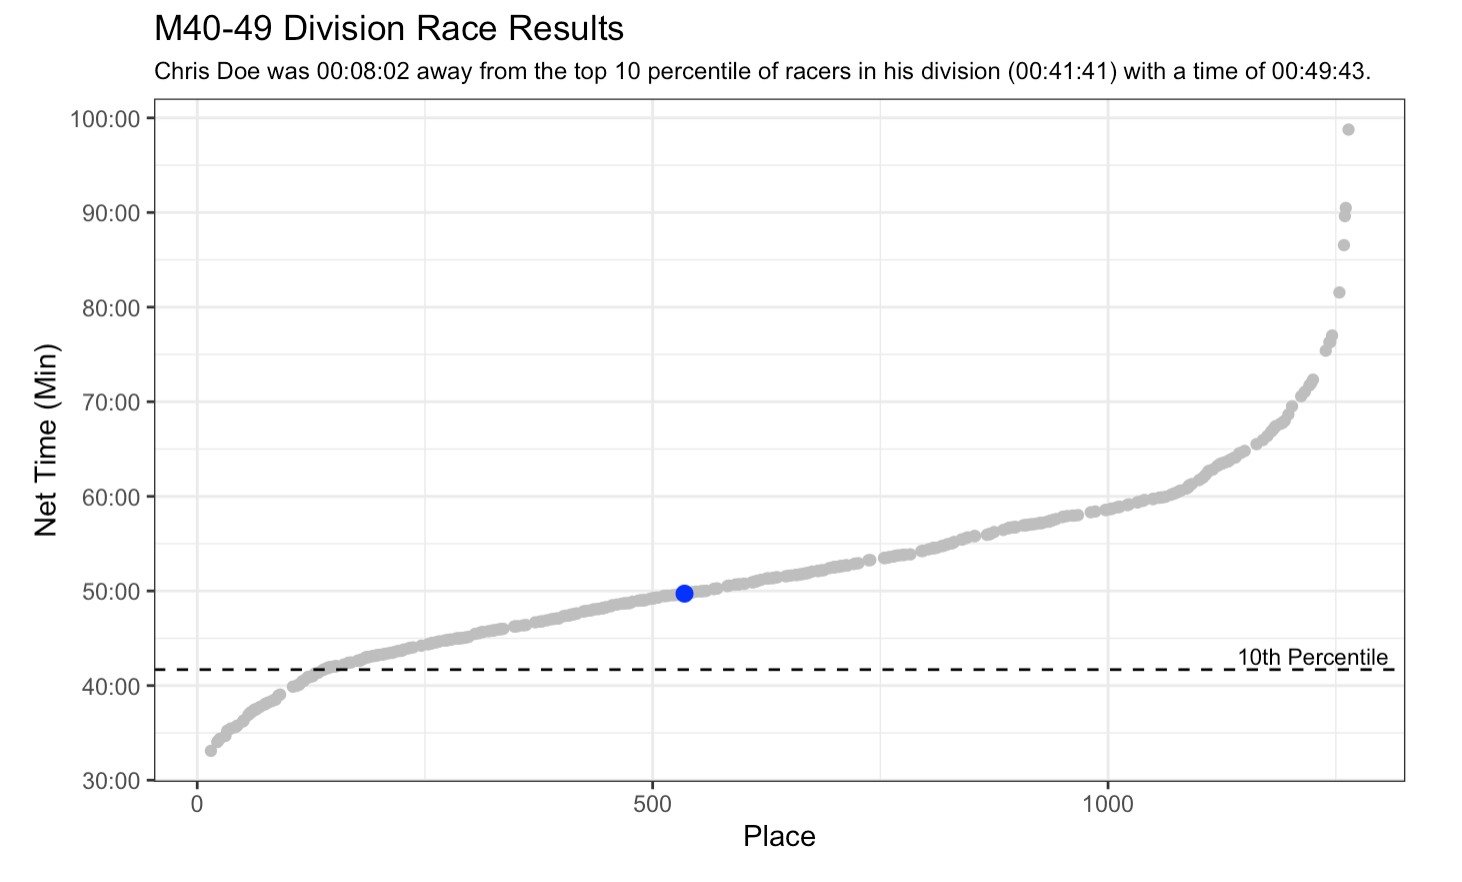 M40-49 Division Race Results
Chris Doe was 00:08:02 away from the top 10 percentile of racers in his division (00:41:41) with a time of 00:49:43.
100:00
90:00
80:00
70:00
60:00
50:00
40:00
30:00
Net Time (Min)
10th Percentile
0
500
1000
Place